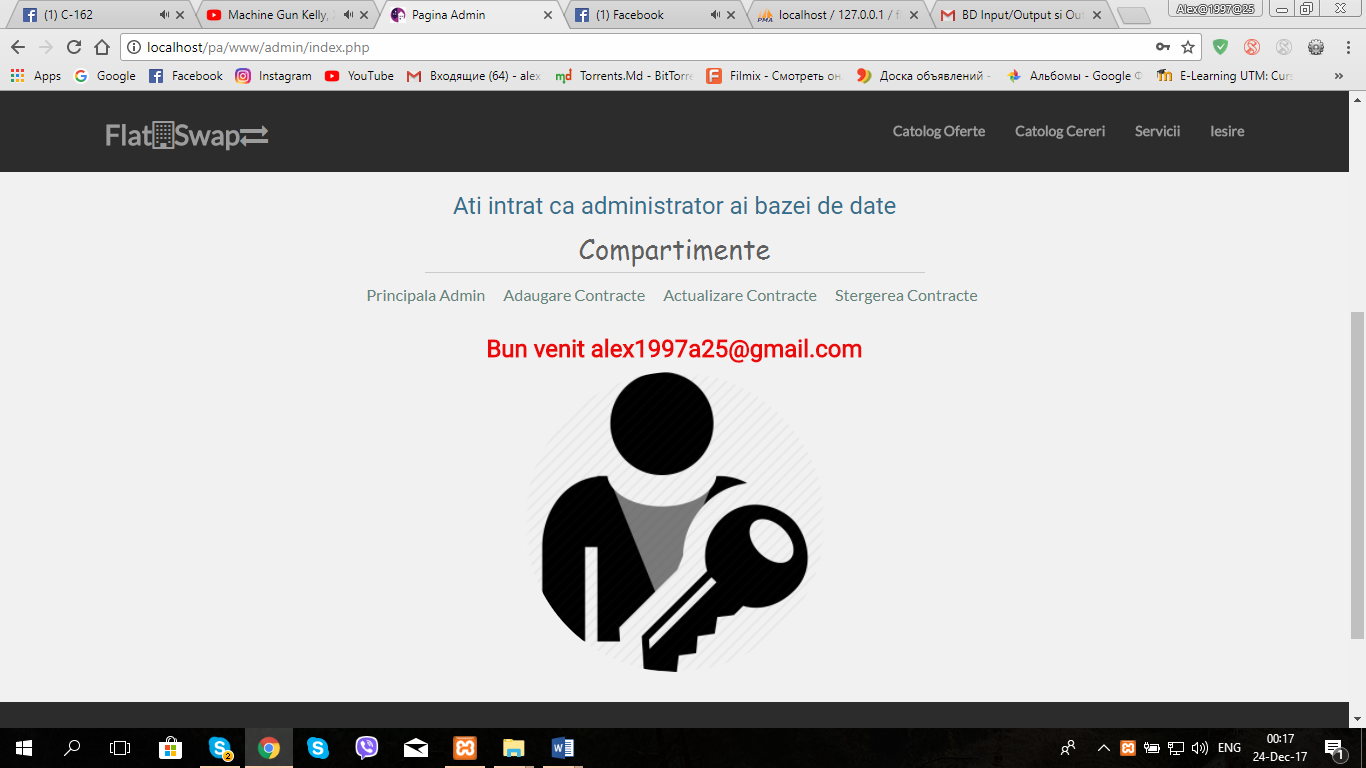 (1) C-162
Machine Gun Kelly,
Pagina Admin
(1) Facebook
localhost / 127.0.0.1 / f
BD Input/Output si Ou
Alex@1997@25
localhost/pa/www/admin/index.php
Apps
Google
Facebook
Instagram
YouTube
Входящие (64) - alex
Torrents.Md - BitTorre
Filmix - Смотреть он
Доска объявлений -
Альбомы - Google Ф
E-Learning UTM: Curs
»
FlatSwap
Catolog Oferte
Catolog Cereri
Servicii
Iesire
Ati intrat ca administrator ai bazei de date
Compartimente
Principala Admin
Adaugare Contracte
Actualizare Contracte
Stergerea Contracte
Bun venit alex1997a25@gmail.com
2
ENG
00:17
24-Dec-17
1